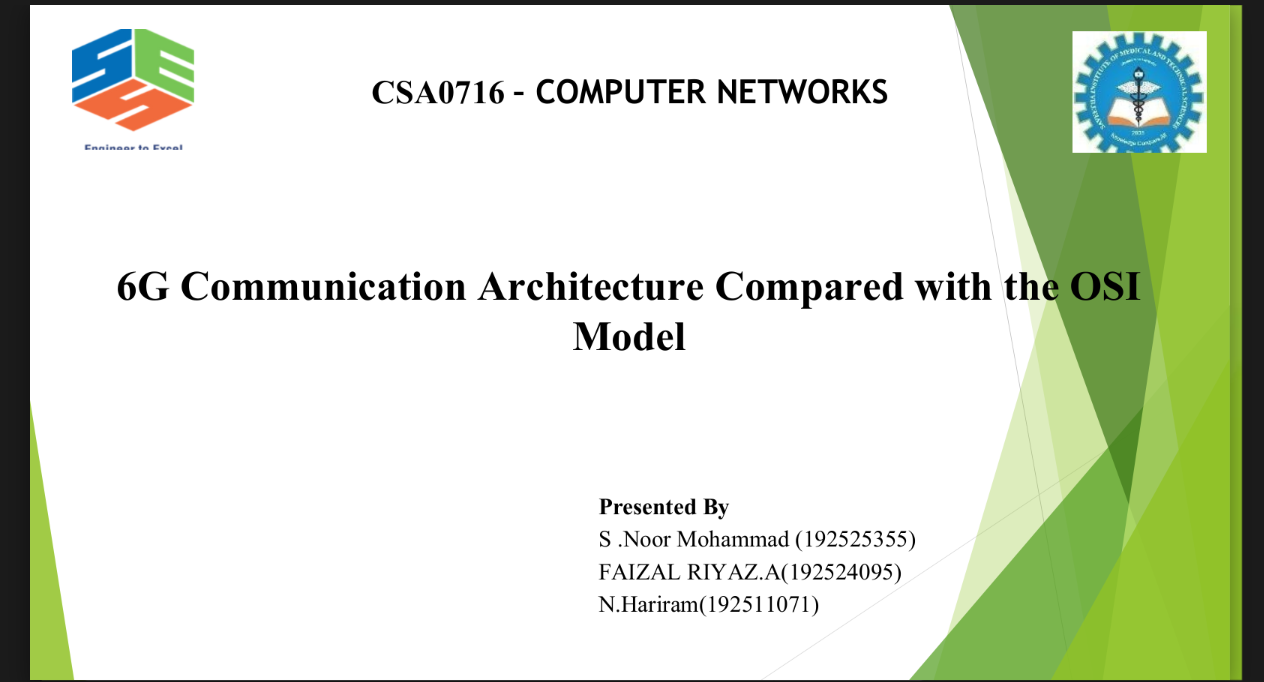 SES
CSA0716 – COMPUTER NETWORKS
Engineer to Excel
6G Communication Architecture Compared with the OSI
Model
Presented By
S .Noor Mohammad (192525355)
FAIZAL RIYAZ.A(192524095)
N.Hariram(192511071)